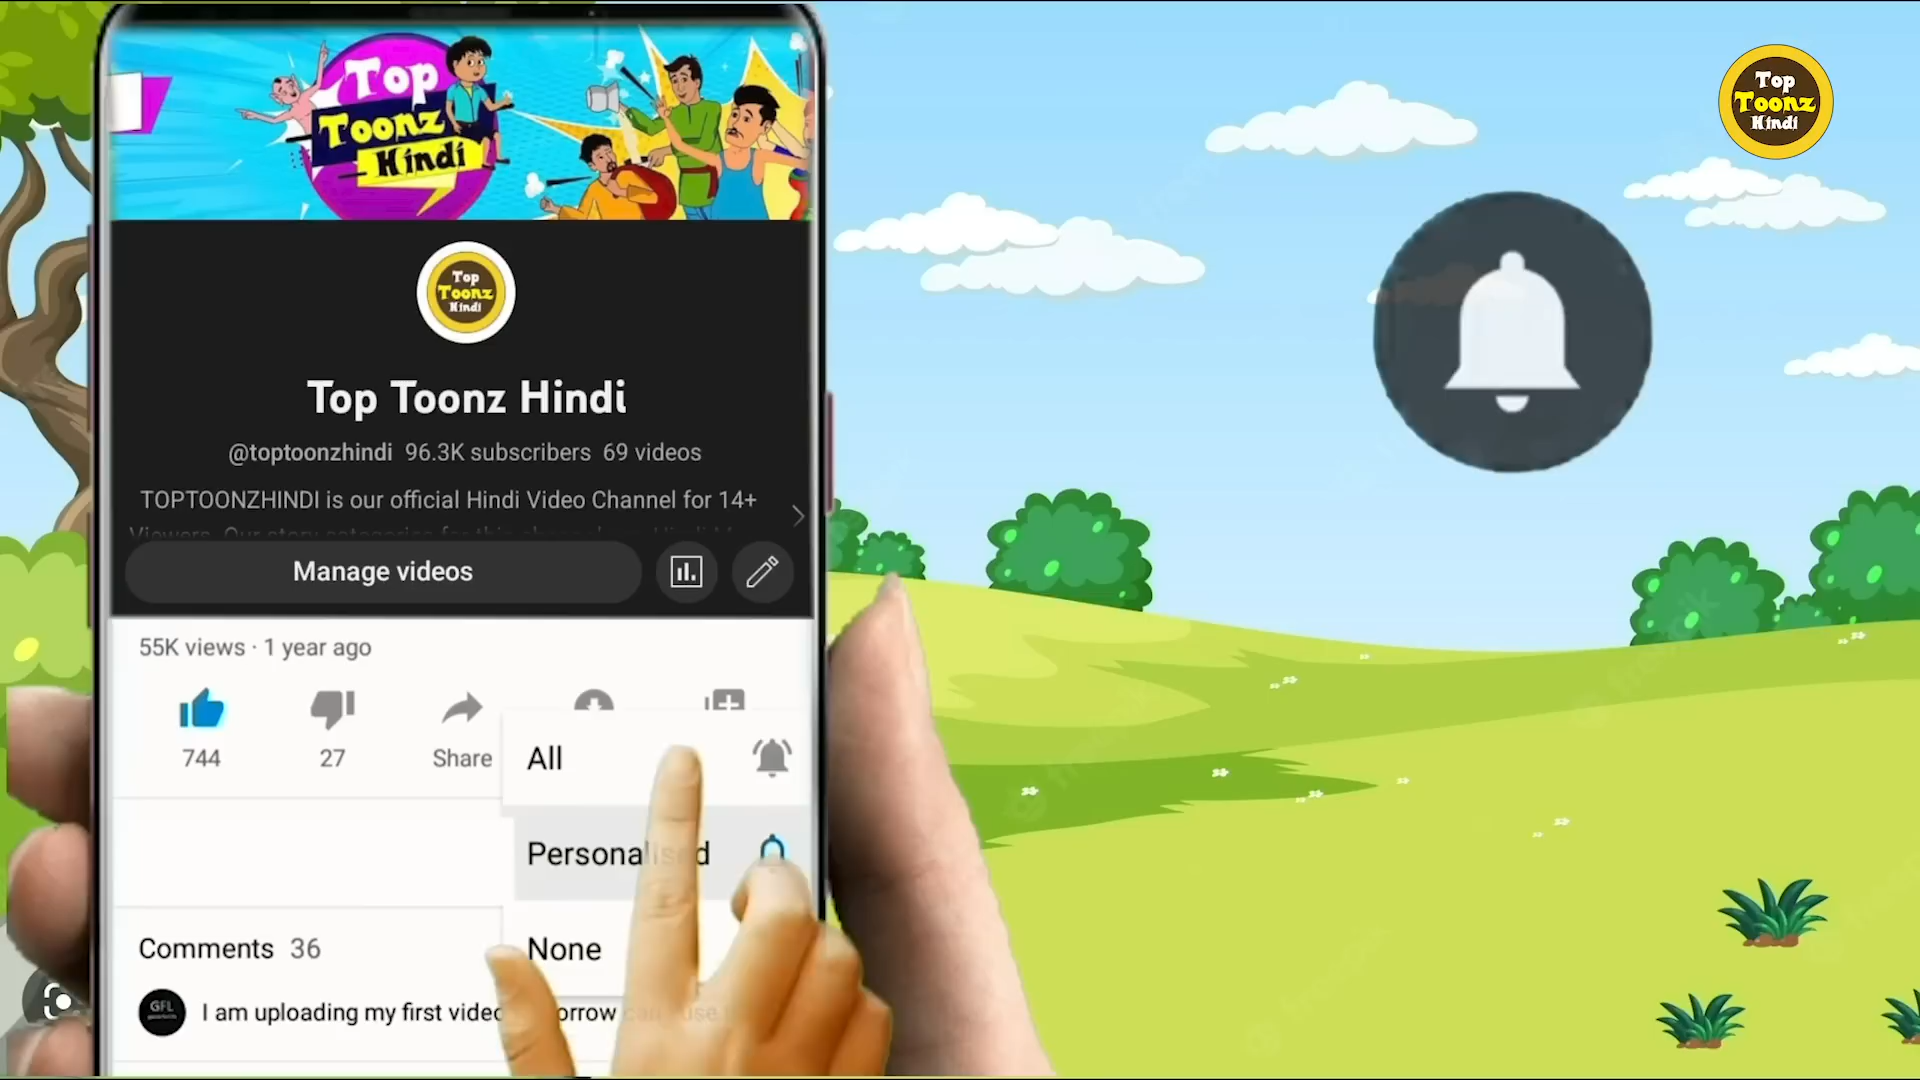 Top
Toonz
Hindi
Top
Toonz
Hindi
Top
Toonz
Hindi
Top Toonz Hindi
@toptoonzhindi 96.3K subscribers 69 videos
TOPTOONZHINDI is our official Hindi Video Channel for 14+
Manage videos
55K views · 1 year ago
744
27
Share
All
Personalised
None
Comments 36
GFL
I am uploading my first video